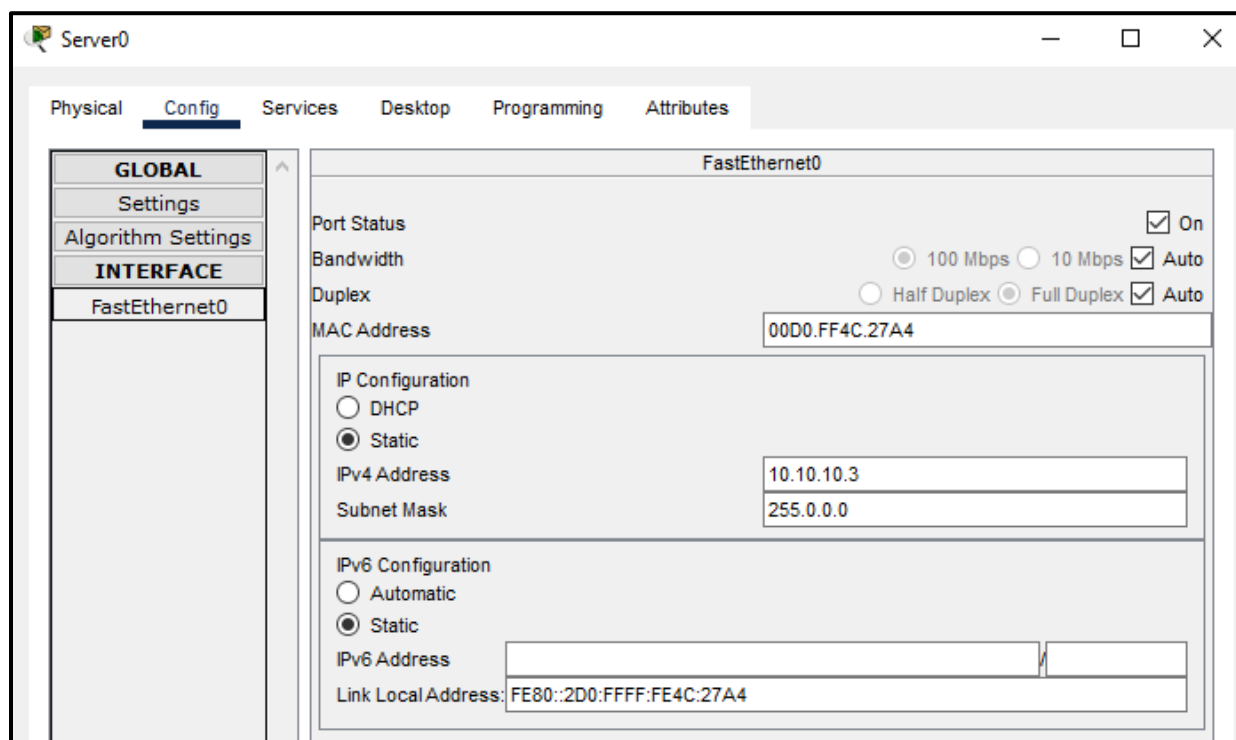 Server0
Physical Config Services Desktop Programming Attributes
GLOBAL
Settings
Algorithm Settings
INTERFACE
FastEthernet0
FastEthernet0
Port Status On
Bandwidth 100 Mbps 10 Mbps Auto
Duplex Half Duplex Full Duplex Auto
MAC Address 00D0.FF4C.27A4
IP Configuration
DHCP
Static
IPv4 Address 10.10.10.3
Subnet Mask 255.0.0.0
IPv6 Configuration
Automatic
Static
IPv6 Address /
Link Local Address: FE80::2D0:FFFF:FE4C:27A4